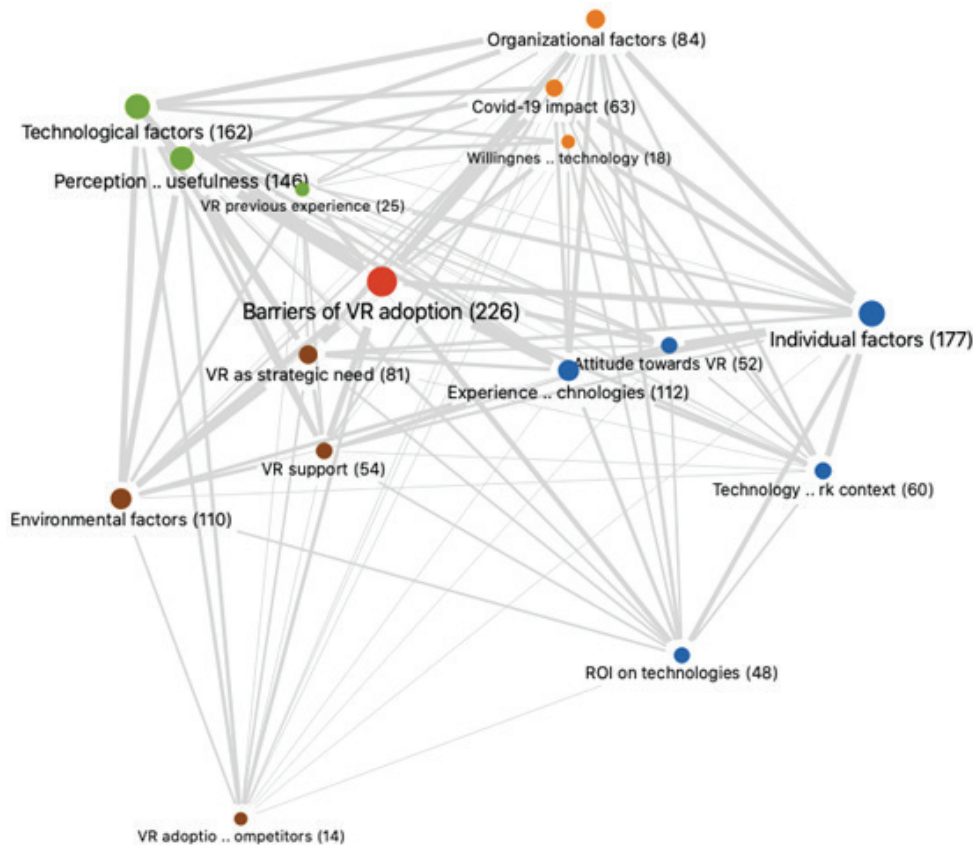 Organizational factors (84)
Covid-19 impact (63)
Technological factors (162)
Willingnes .. technology (18)
Perception .. usefulness (146)
VR previous experience (25)
Barriers of VR adoption (226)
Individual factors (177)
Attitude towards VR (52)
VR as strategic need (81)
Experience .. chnologies (112)
VR support (54)
Technology .. rk context (60)
Environmental factors (110)
ROI on technologies (48)
VR adoptio .. ompetitors (14)